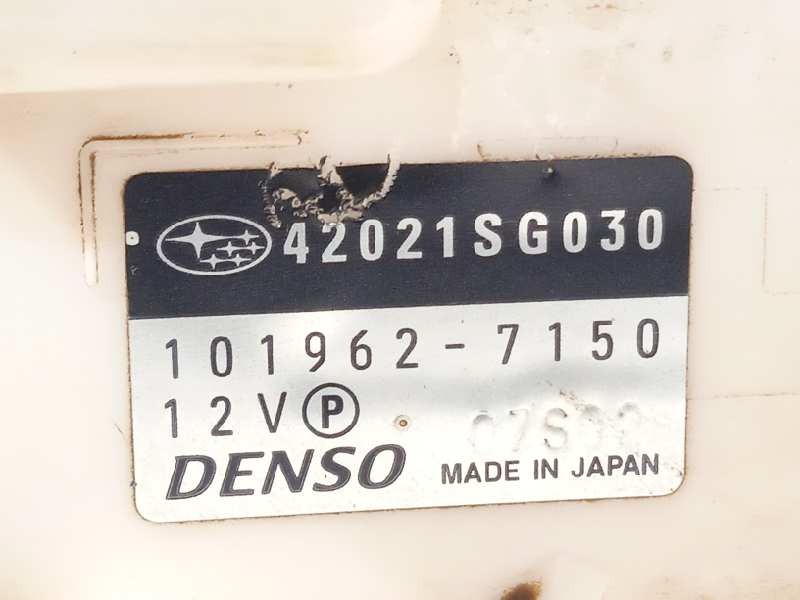 42021SG030
101962-7150
12V P
DENSO MADE IN JAPAN